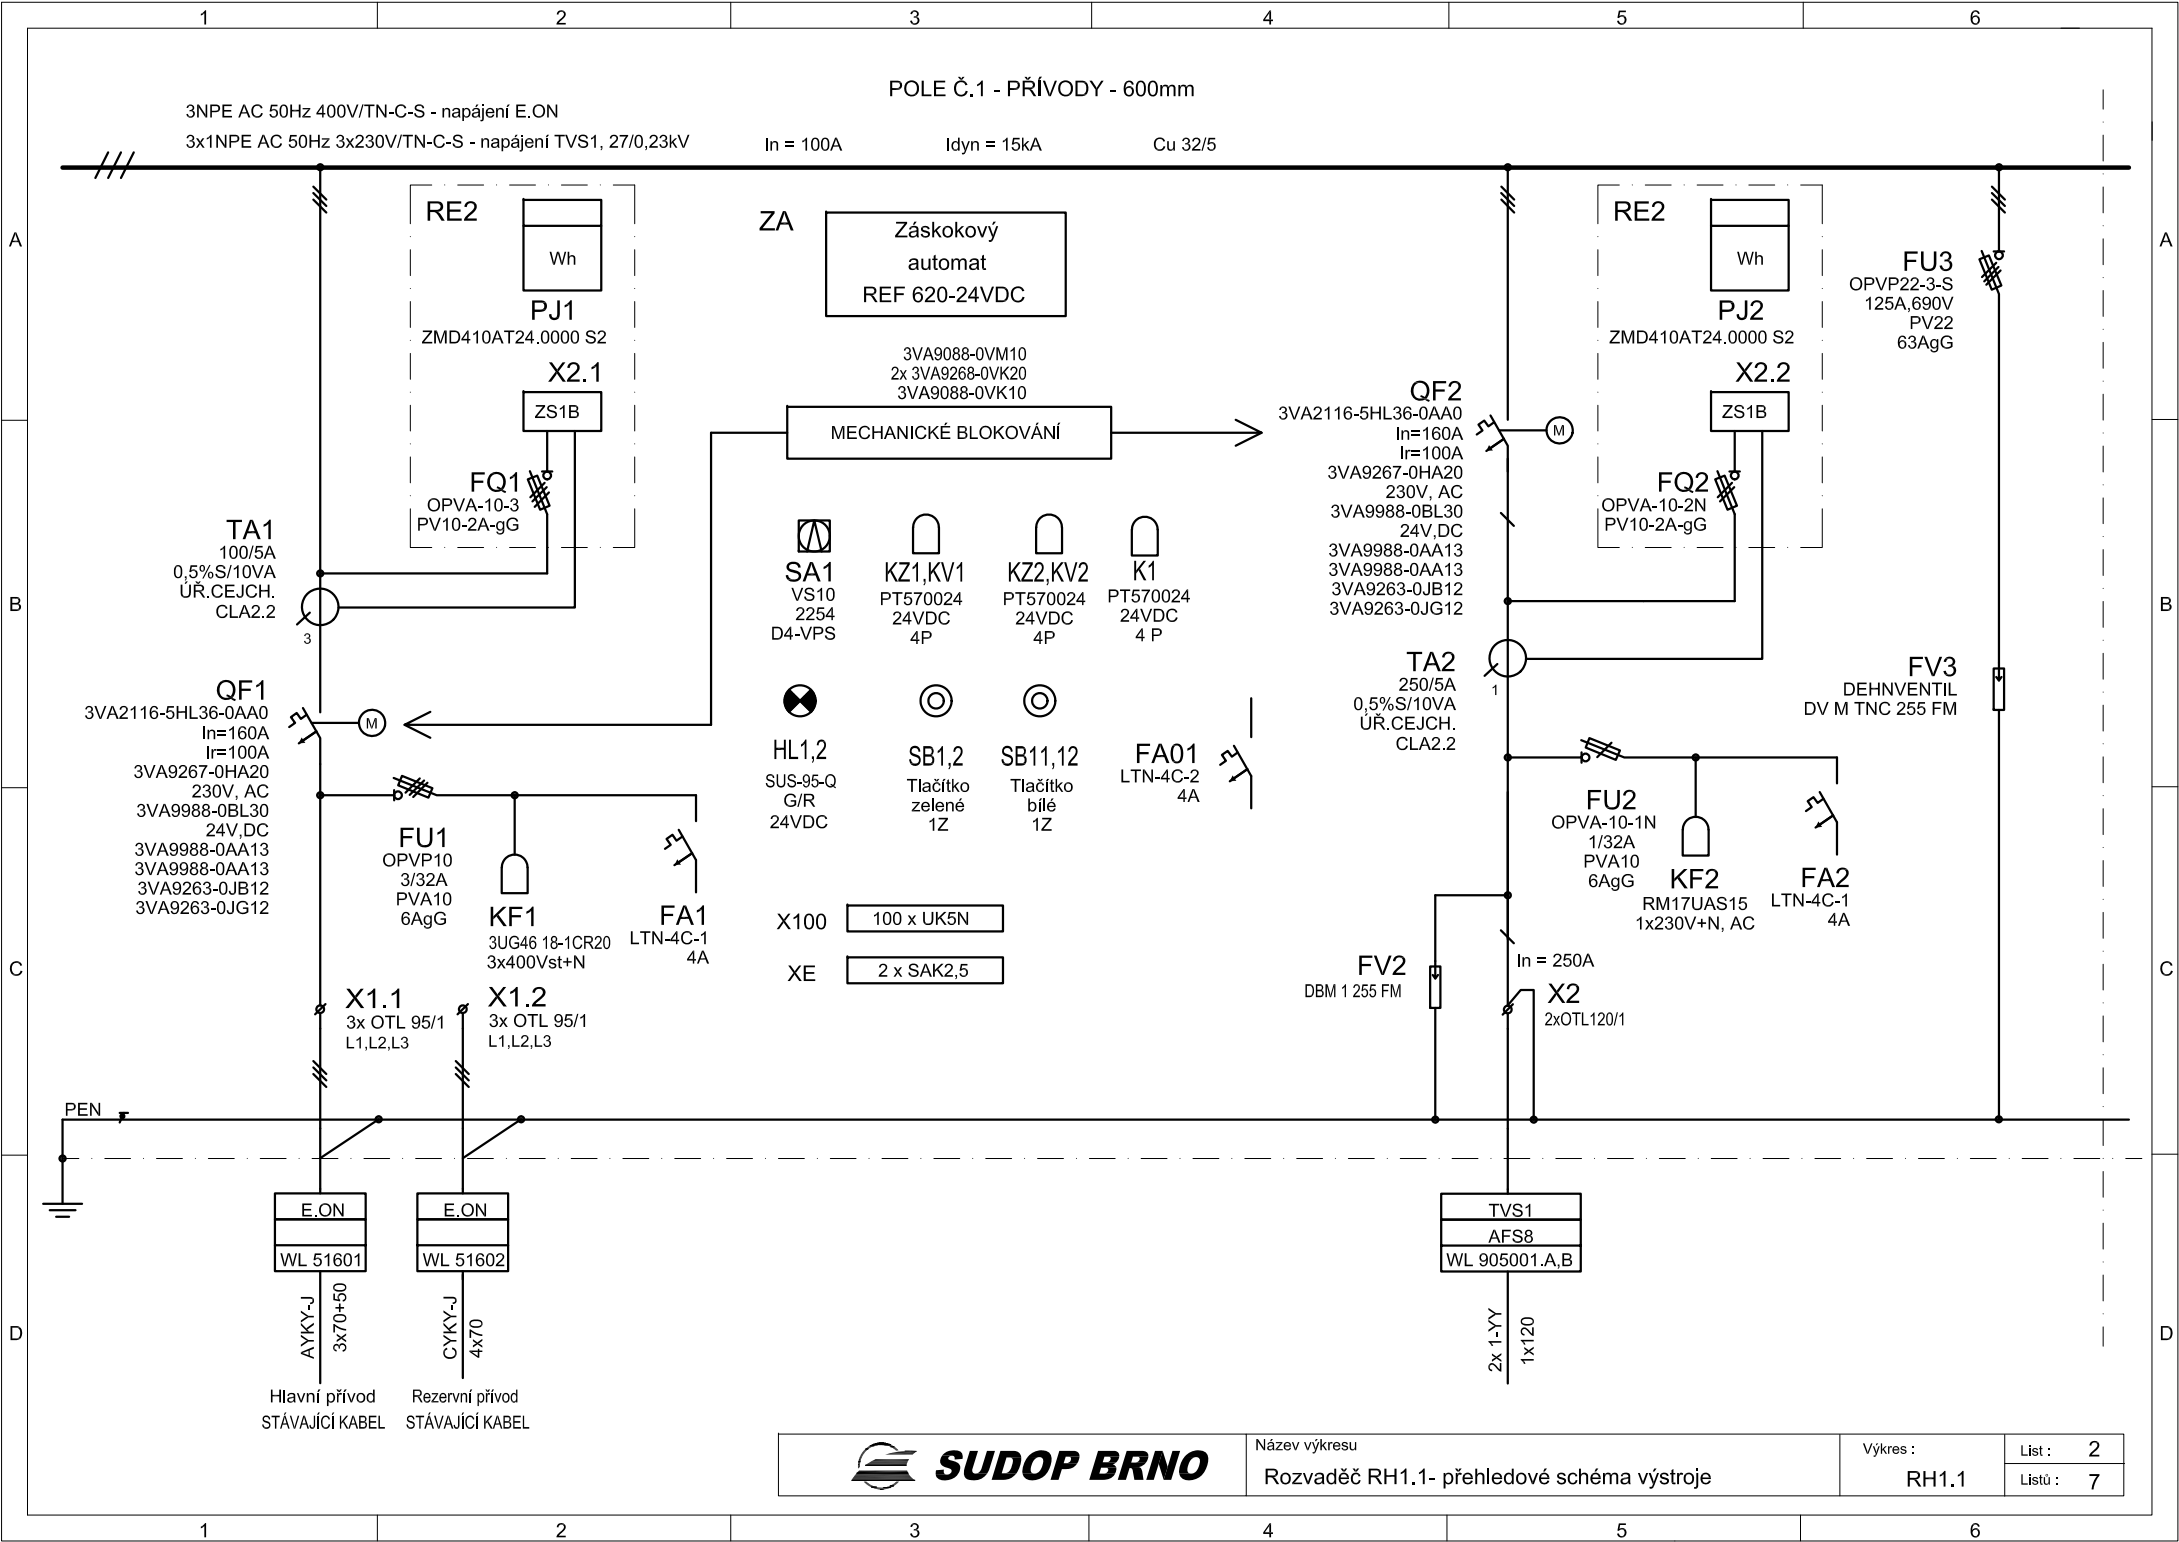 1 2 3 4 5 6
POLE Č.1 - PŘÍVODY - 600mm
3NPE AC 50Hz 400V/TN-C-S - napájení E.ON
3x1NPE AC 50Hz 3x230V/TN-C-S - napájení TVS1, 27/0,23kV
In = 100A
Idyn = 15kA
Cu 32/5
A
B
C
D
RE2
Wh
PJ1
ZMD410AT24.0000 S2
X2.1
ZS1B
FQ1
OPVA-10-3
PV10-2A-gG
TA1
100/5A
0,5%S/10VA
ÚŘ.CEJCH.
CLA2.2
3
QF1
3VA2116-5HL36-0AA0
In=160A
Ir=100A
3VA9267-0HA20
230V, AC
3VA9988-0BL30
24V,DC
3VA9988-0AA13
3VA9988-0AA13
3VA9263-0JB12
3VA9263-0JG12
M
FU1
OPVP10
3/32A
PVA10
6AgG
KF1
3UG46 18-1CR20
3x400Vst+N
FA1
LTN-4C-1
4A
X1.1
3x OTL 95/1
L1,L2,L3
X1.2
3x OTL 95/1
L1,L2,L3
PEN
E.ON
WL 51601
AYKY-J
3x70+50
Hlavní přívod
STÁVAJÍCÍ KABEL
E.ON
WL 51602
CYKY-J
4x70
Rezervní přívod
STÁVAJÍCÍ KABEL
ZA
Záskokový
automat
REF 620-24VDC
3VA9088-0VM10
2x 3VA9268-0VK20
3VA9088-0VK10
MECHANICKÉ BLOKOVÁNÍ
SA1
VS10
2254
D4-VPS
KZ1,KV1
PT570024
24VDC
4P
KZ2,KV2
PT570024
24VDC
4P
K1
PT570024
24VDC
4 P
HL1,2
SUS-95-Q
G/R
24VDC
SB1,2
Tlačítko
zelené
1Z
SB11,12
Tlačítko
bílé
1Z
FA01
LTN-4C-2
4A
X100
100 x UK5N
XE
2 x SAK2,5
QF2
3VA2116-5HL36-0AA0
In=160A
Ir=100A
3VA9267-0HA20
230V, AC
3VA9988-0BL30
24V,DC
3VA9988-0AA13
3VA9988-0AA13
3VA9263-0JB12
3VA9263-0JG12
M
RE2
Wh
PJ2
ZMD410AT24.0000 S2
X2.2
ZS1B
FQ2
OPVA-10-2N
PV10-2A-gG
TA2
250/5A
0,5%S/10VA
ÚŘ.CEJCH.
CLA2.2
1
FU2
OPVA-10-1N
1/32A
PVA10
6AgG
KF2
RM17UAS15
1x230V+N, AC
FA2
LTN-4C-1
4A
FV2
DBM 1 255 FM
In = 250A
X2
2xOTL120/1
TVS1
AFS8
WL 905001.A,B
2x 1-YY
1x120
FU3
OPVP22-3-S
125A,690V
PV22
63AgG
FV3
DEHNVENTIL
DV M TNC 255 FM
A
B
C
D
SUDOP BRNO
Název výkresu
Rozvaděč RH1.1- přehledové schéma výstroje
Výkres :
RH1.1
List : 2
Listů : 7
1 2 3 4 5 6